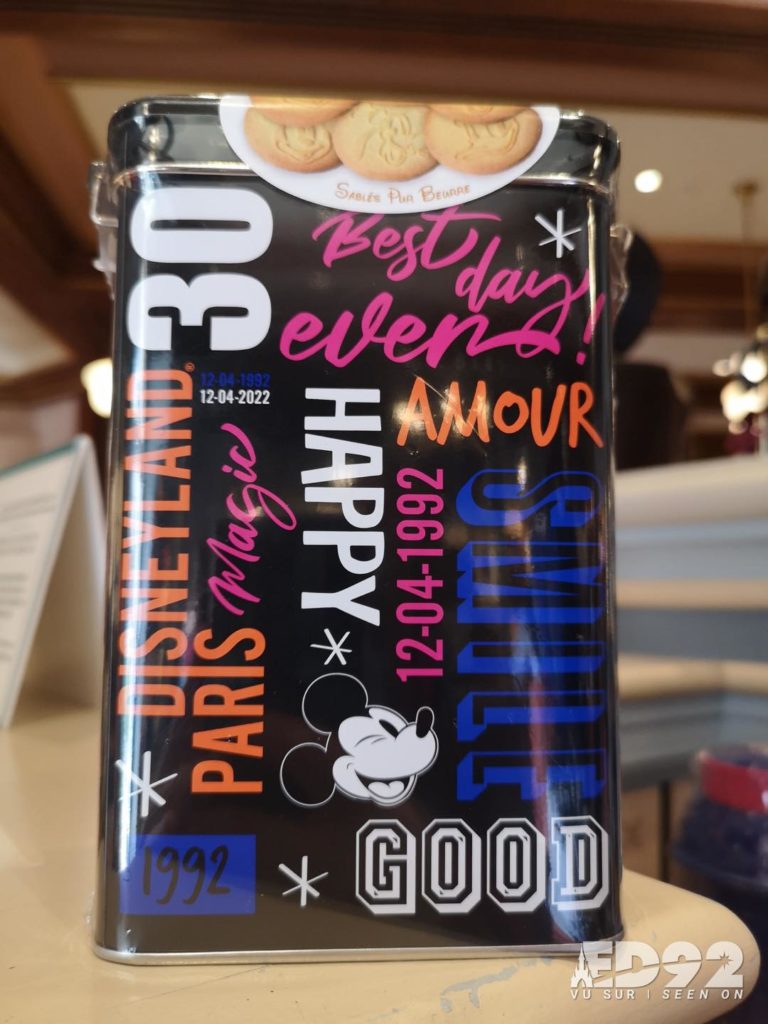 SABLÉS PUR BEURRE
30
Best
day
ever!
12-04-1992
12-04-2022
AMOUR
DISNEYLAND®
PARIS
Magic
HAPPY
12-04-1992
SMILE
1992
GOOD
ED92
VU SUR | SEEN ON